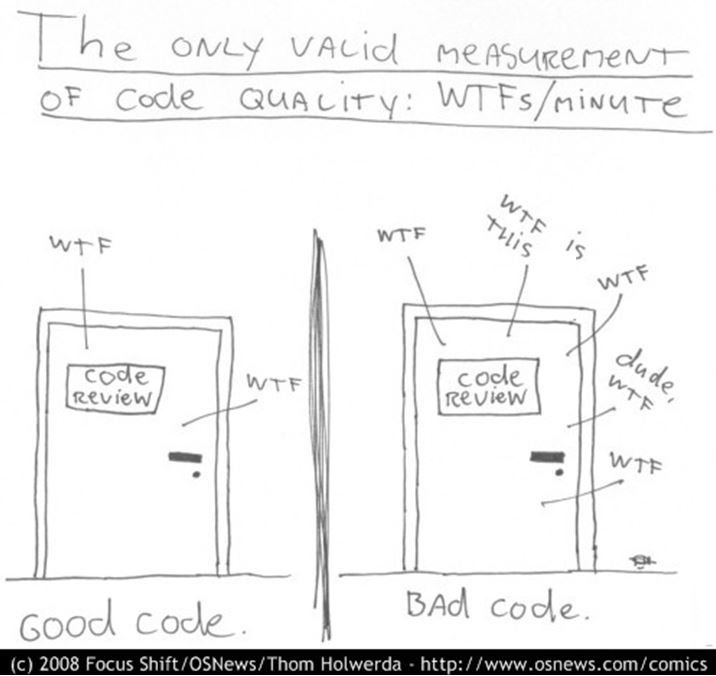 The ONLY VALid MEASUREMENT
OF Code QUALITY: WTFs/MINUTE
WTF
Code
REVIEW
WTF
GOOD Code.
WTF
WTF is
THiS
WTF
Code
REVIEW
dude,
WTF
WTF
BAd Code.
(c) 2008 Focus Shift/OSNews/Thom Holwerda - http://www.osnews.com/comics